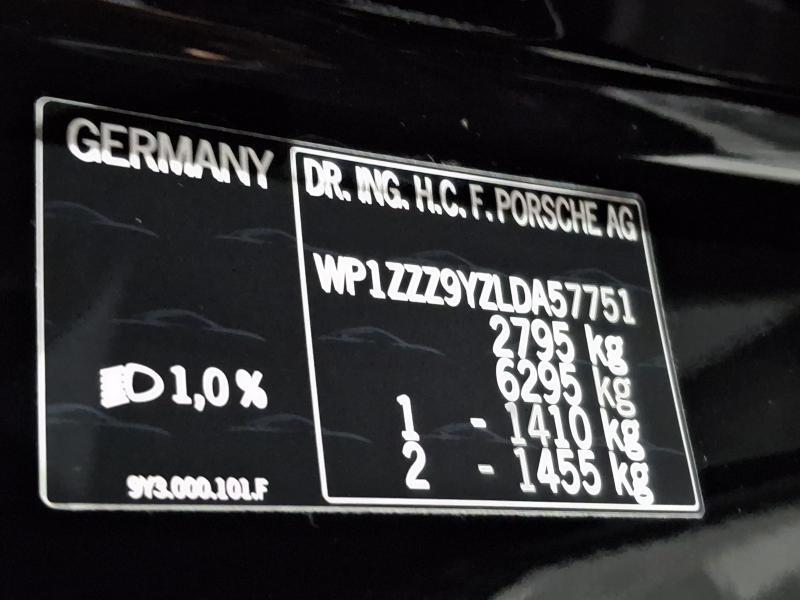 GERMANY
DR. ING. H.C. F. PORSCHE AG
WP1ZZZ9YZLDA57751
2795 kg
6295 kg
1 - 1410 kg
2 - 1455 kg
1,0 %
9Y3.000.101.F